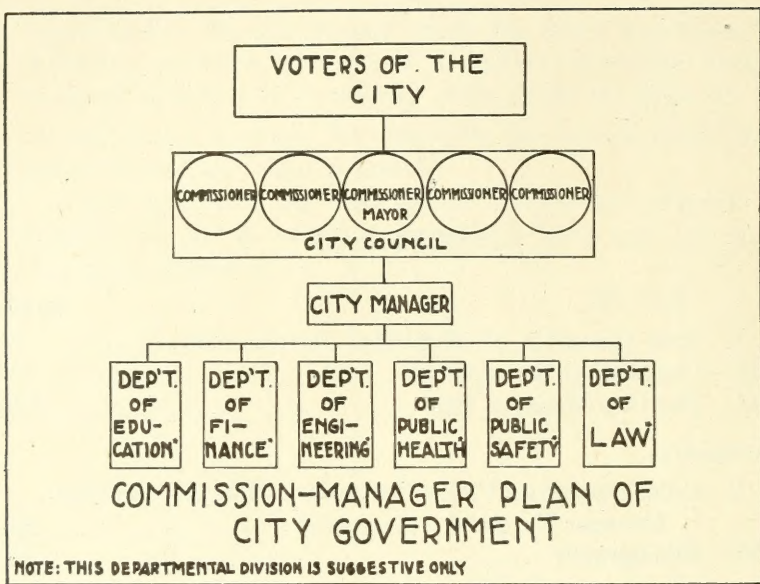 VOTERS OF THE
CITY
COMMISSIONER COMMISSIONER COMMISSIONER COMMISSIONER COMMISSIONER
MAYOR
CITY COUNCIL
CITY MANAGER
DEP'T. DEP'T. DEP'T. DEP'T. DEP'T. DEP'T.
OF OF OF OF OF OF
EDU- FI- ENGI- PUBLIC PUBLIC LAW*
CATION* NANCE* NEERING* HEALTH* SAFETY*
COMMISSION-MANAGER PLAN OF
CITY GOVERNMENT
NOTE: THIS DEPARTMENTAL DIVISION IS SUGGESTIVE ONLY